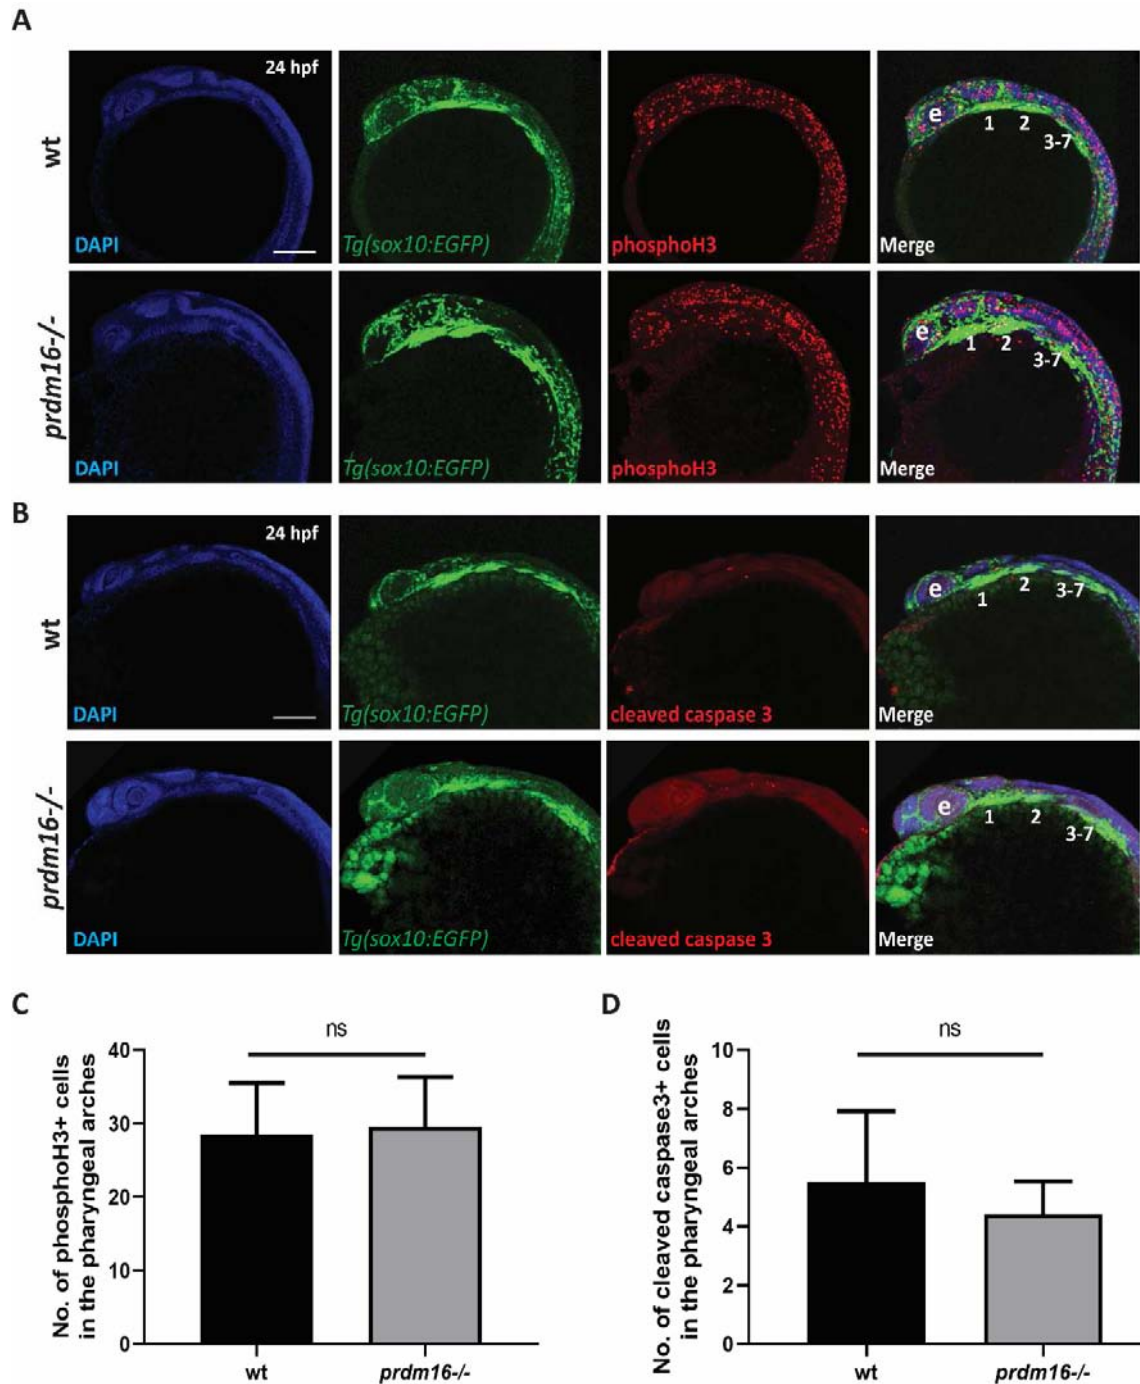 A
24 hpf
wt
DAPI
Tg(sox10:EGFP)
phosphoH3
e
1
2
3-7
Merge
prdm16-/-
DAPI
Tg(sox10:EGFP)
phosphoH3
e
1
2
3-7
Merge
B
24 hpf
wt
DAPI
Tg(sox10:EGFP)
cleaved caspase 3
e
1
2
3-7
Merge
prdm16-/-
DAPI
Tg(sox10:EGFP)
cleaved caspase 3
e
1
2
3-7
Merge
C
No. of phosphoH3+ cells
in the pharyngeal arches
ns
40
30
20
10
0
wt
prdm16-/-
D
No. of cleaved caspase3+ cells
in the pharyngeal arches
ns
10
8
6
4
2
0
wt
prdm16-/-